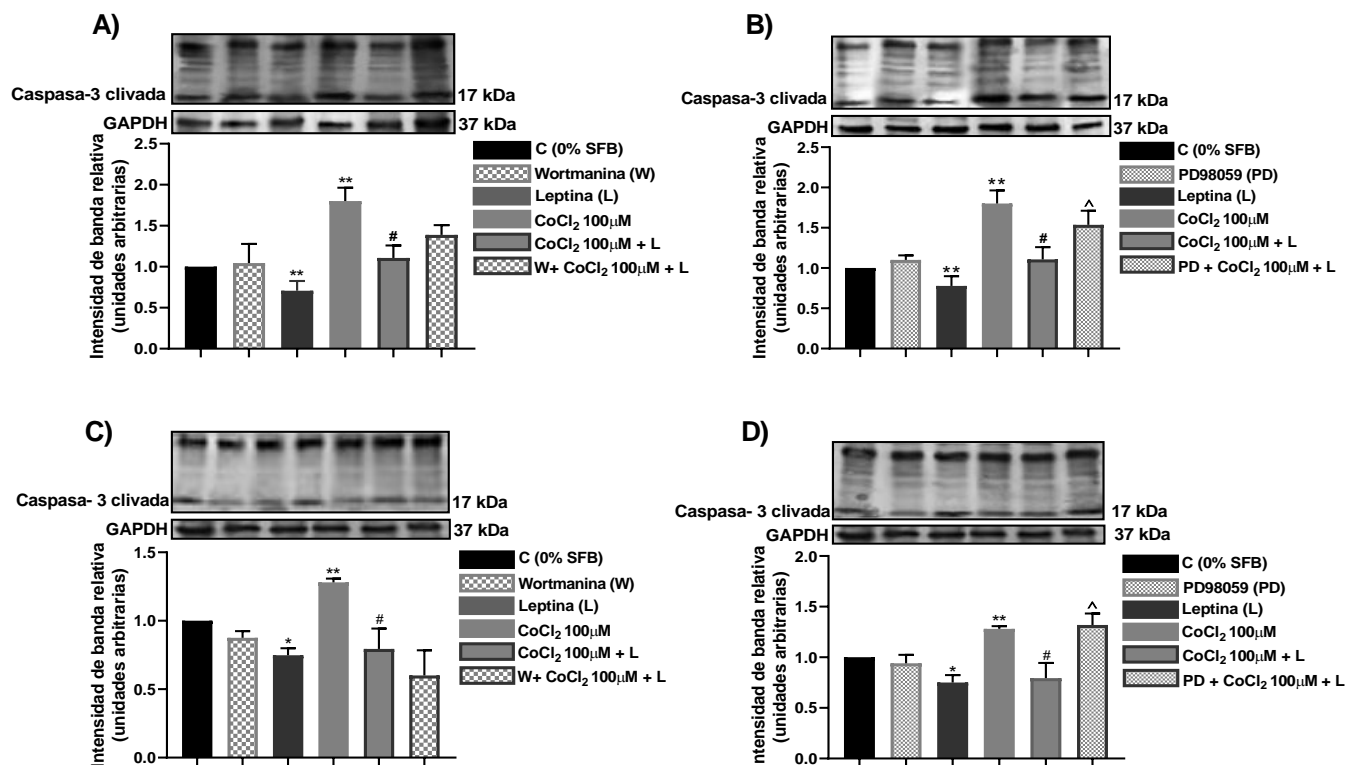 A)
Caspasa-3 clivada
17 kDa
GAPDH
37 kDa
Intensidad de banda relativa
(unidades arbitrarias)
2.5
2.0
1.5
1.0
0.5
0.0
**
**
#
C (0% SFB)
Wortmanina (W)
Leptina (L)
CoCl₂ 100μM
CoCl₂ 100μM + L
W+ CoCl₂ 100μM + L
B)
Caspasa-3 clivada
17 kDa
GAPDH
37 kDa
Intensidad de banda relativa
(unidades arbitrarias)
2.5
2.0
1.5
1.0
0.5
0.0
**
**
#
^
C (0% SFB)
PD98059 (PD)
Leptina (L)
CoCl₂ 100μM
CoCl₂ 100μM + L
PD + CoCl₂ 100μM + L
C)
Caspasa- 3 clivada
17 kDa
GAPDH
37 kDa
Intensidad de banda relativa
(unidades arbitrarias)
1.5
1.0
0.5
0.0
*
**
#
C (0% SFB)
Wortmanina (W)
Leptina (L)
CoCl₂ 100μM
CoCl₂ 100μM + L
W+ CoCl₂ 100μM + L
D)
Caspasa- 3 clivada
17 kDa
GAPDH
37 kDa
ntensidad de banda relativa
(unidades arbitrarias)
2.0
1.5
1.0
0.5
0.0
*
**
#
^
C (0% SFB)
PD98059 (PD)
Leptina (L)
CoCl₂ 100μM
CoCl₂ 100μM + L
PD + CoCl₂ 100μM + L